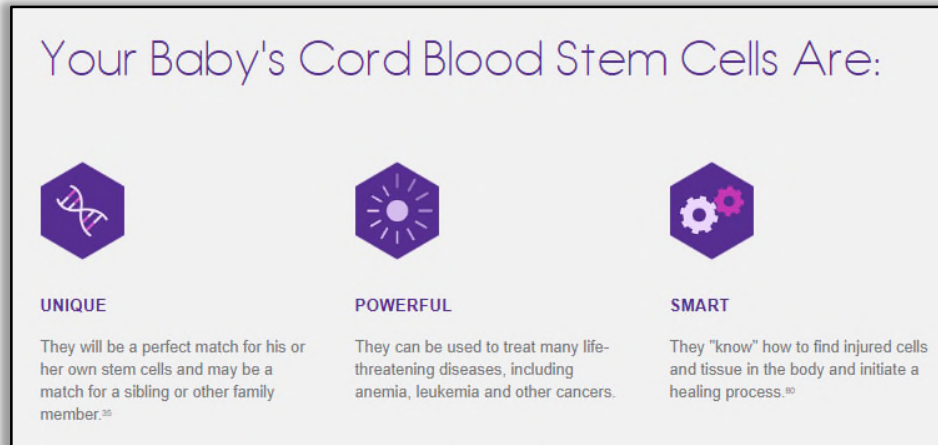 Your Baby's Cord Blood Stem Cells Are:
UNIQUE
They will be a perfect match for his or
her own stem cells and may be a
match for a sibling or other family
member.³⁵
POWERFUL
They can be used to treat many life-
threatening diseases, including
anemia, leukemia and other cancers.
SMART
They "know" how to find injured cells
and tissue in the body and initiate a
healing process.⁸⁰